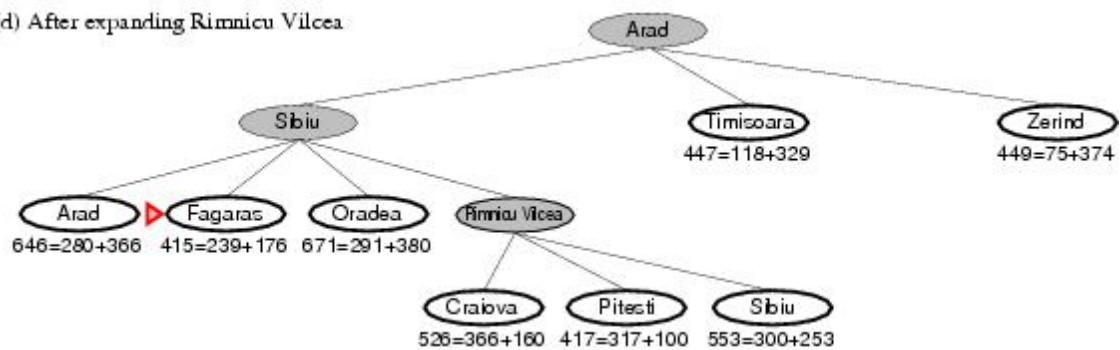 d) After expanding Rimnicu Vilcea
Arad
Sibiu
Timisoara
Zerind
447=118+329
449=75+374
Arad
Fagaras
Oradea
Rimnicu Vilcea
646=280+366
415=239+176
671=291+380
Craiova
Pitesti
Sibiu
526=366+160
417=317+100
553=300+253